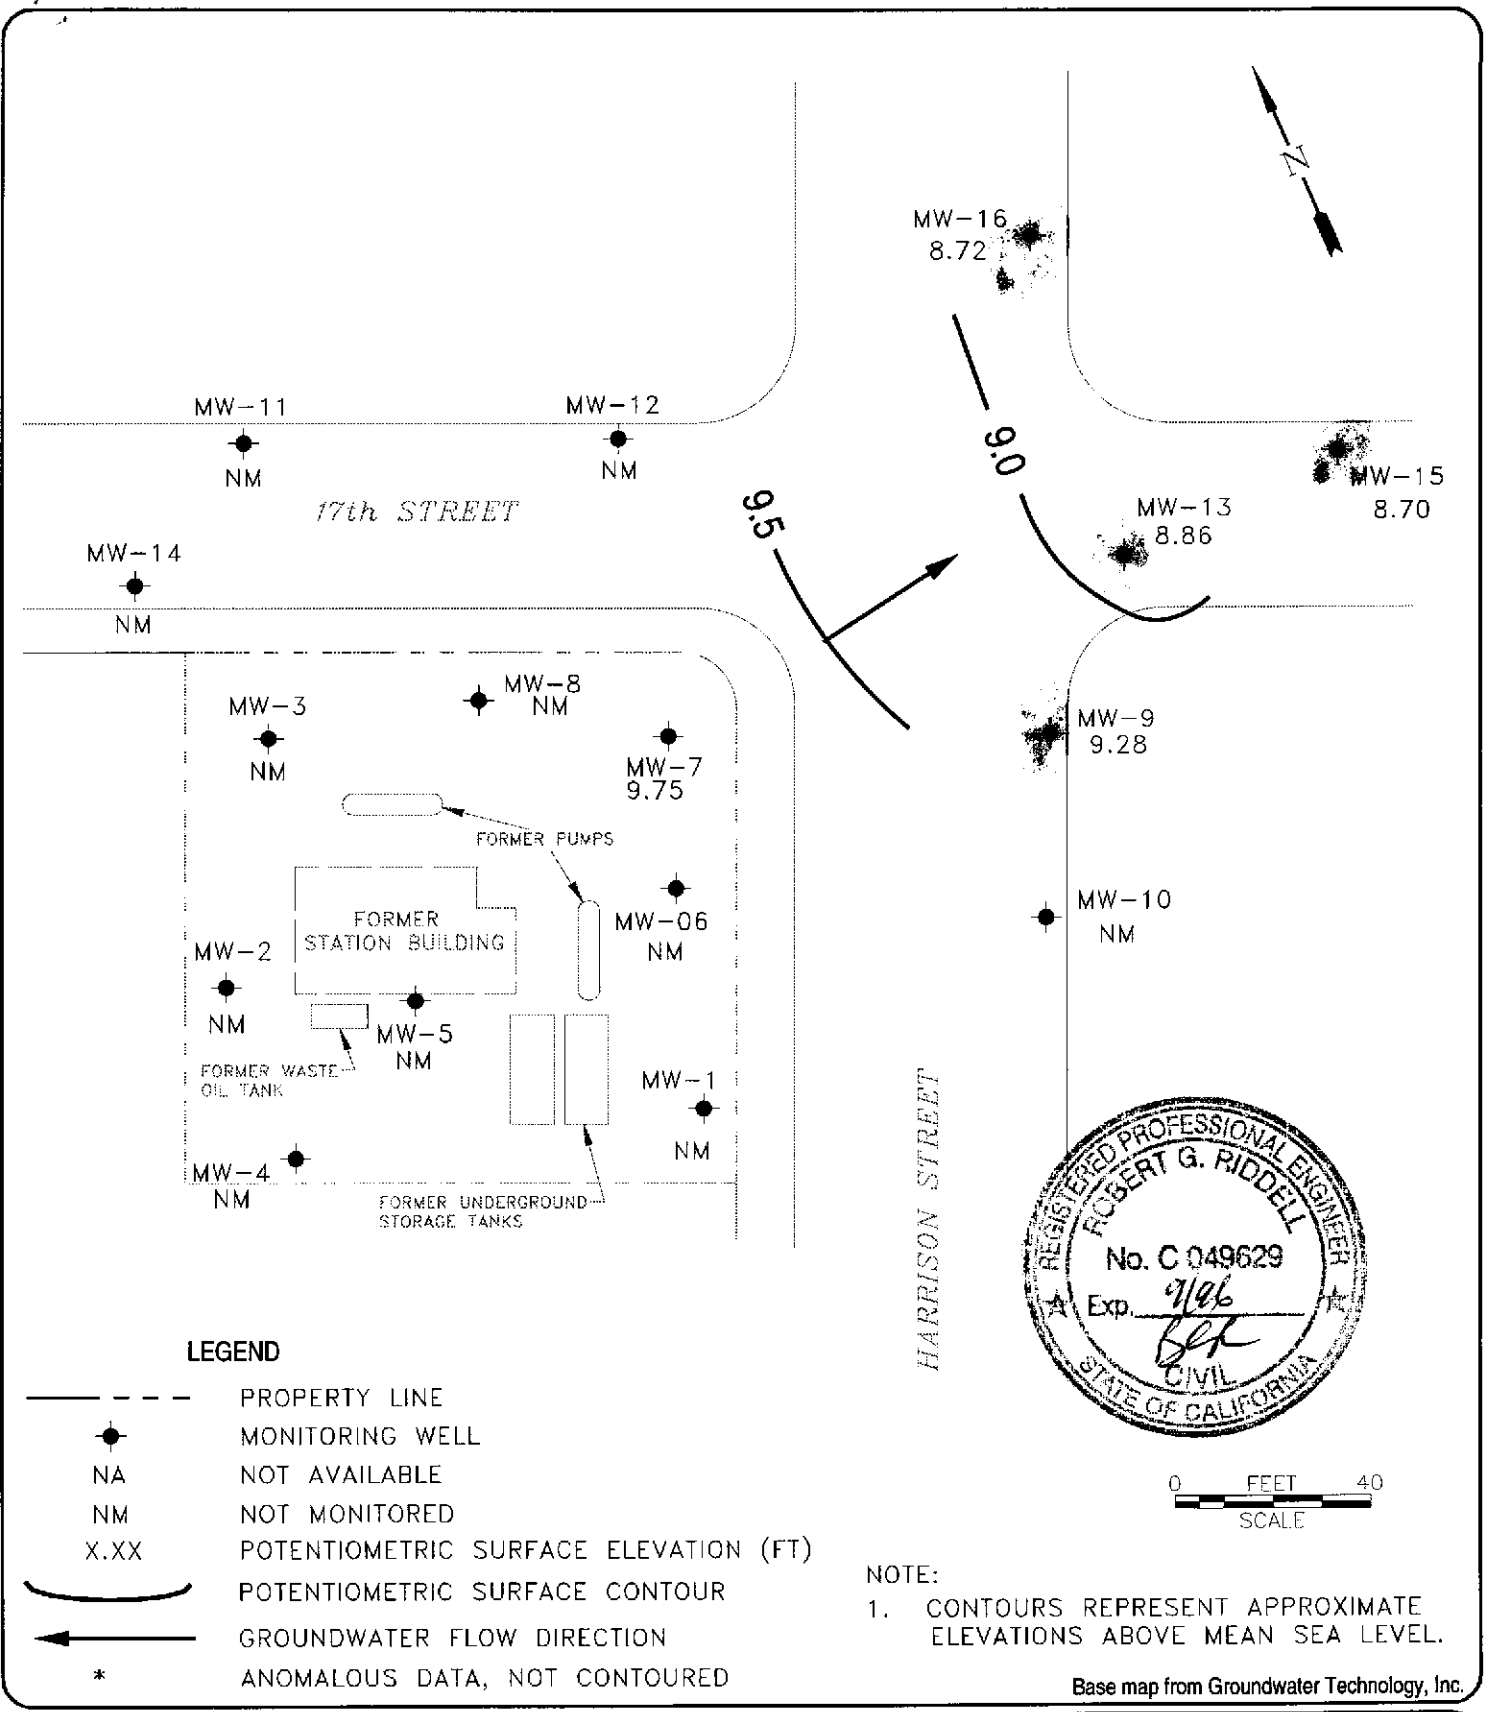 N
MW-16
8.72
MW-11
NM
MW-12
NM
17th STREET
9.0
9.5
MW-15
8.70
MW-13
8.86
MW-14
NM
MW-3
NM
MW-8
NM
MW-7
9.75
MW-9
9.28
FORMER PUMPS
FORMER
STATION BUILDING
MW-06
NM
MW-10
NM
MW-2
NM
MW-5
NM
FORMER WASTE
OIL TANK
MW-1
NM
MW-4
NM
FORMER UNDERGROUND
STORAGE TANKS
HARRISON STREET
REGISTERED PROFESSIONAL ENGINEER
ROBERT G. RIDDELL
No. C 049629
Exp. 9/96
CIVIL
STATE OF CALIFORNIA
0 FEET 40
SCALE
LEGEND
PROPERTY LINE
MONITORING WELL
NA NOT AVAILABLE
NM NOT MONITORED
X.XX POTENTIOMETRIC SURFACE ELEVATION (FT)
POTENTIOMETRIC SURFACE CONTOUR
GROUNDWATER FLOW DIRECTION
* ANOMALOUS DATA, NOT CONTOURED
NOTE:
1. CONTOURS REPRESENT APPROXIMATE
ELEVATIONS ABOVE MEAN SEA LEVEL.
Base map from Groundwater Technology, Inc.